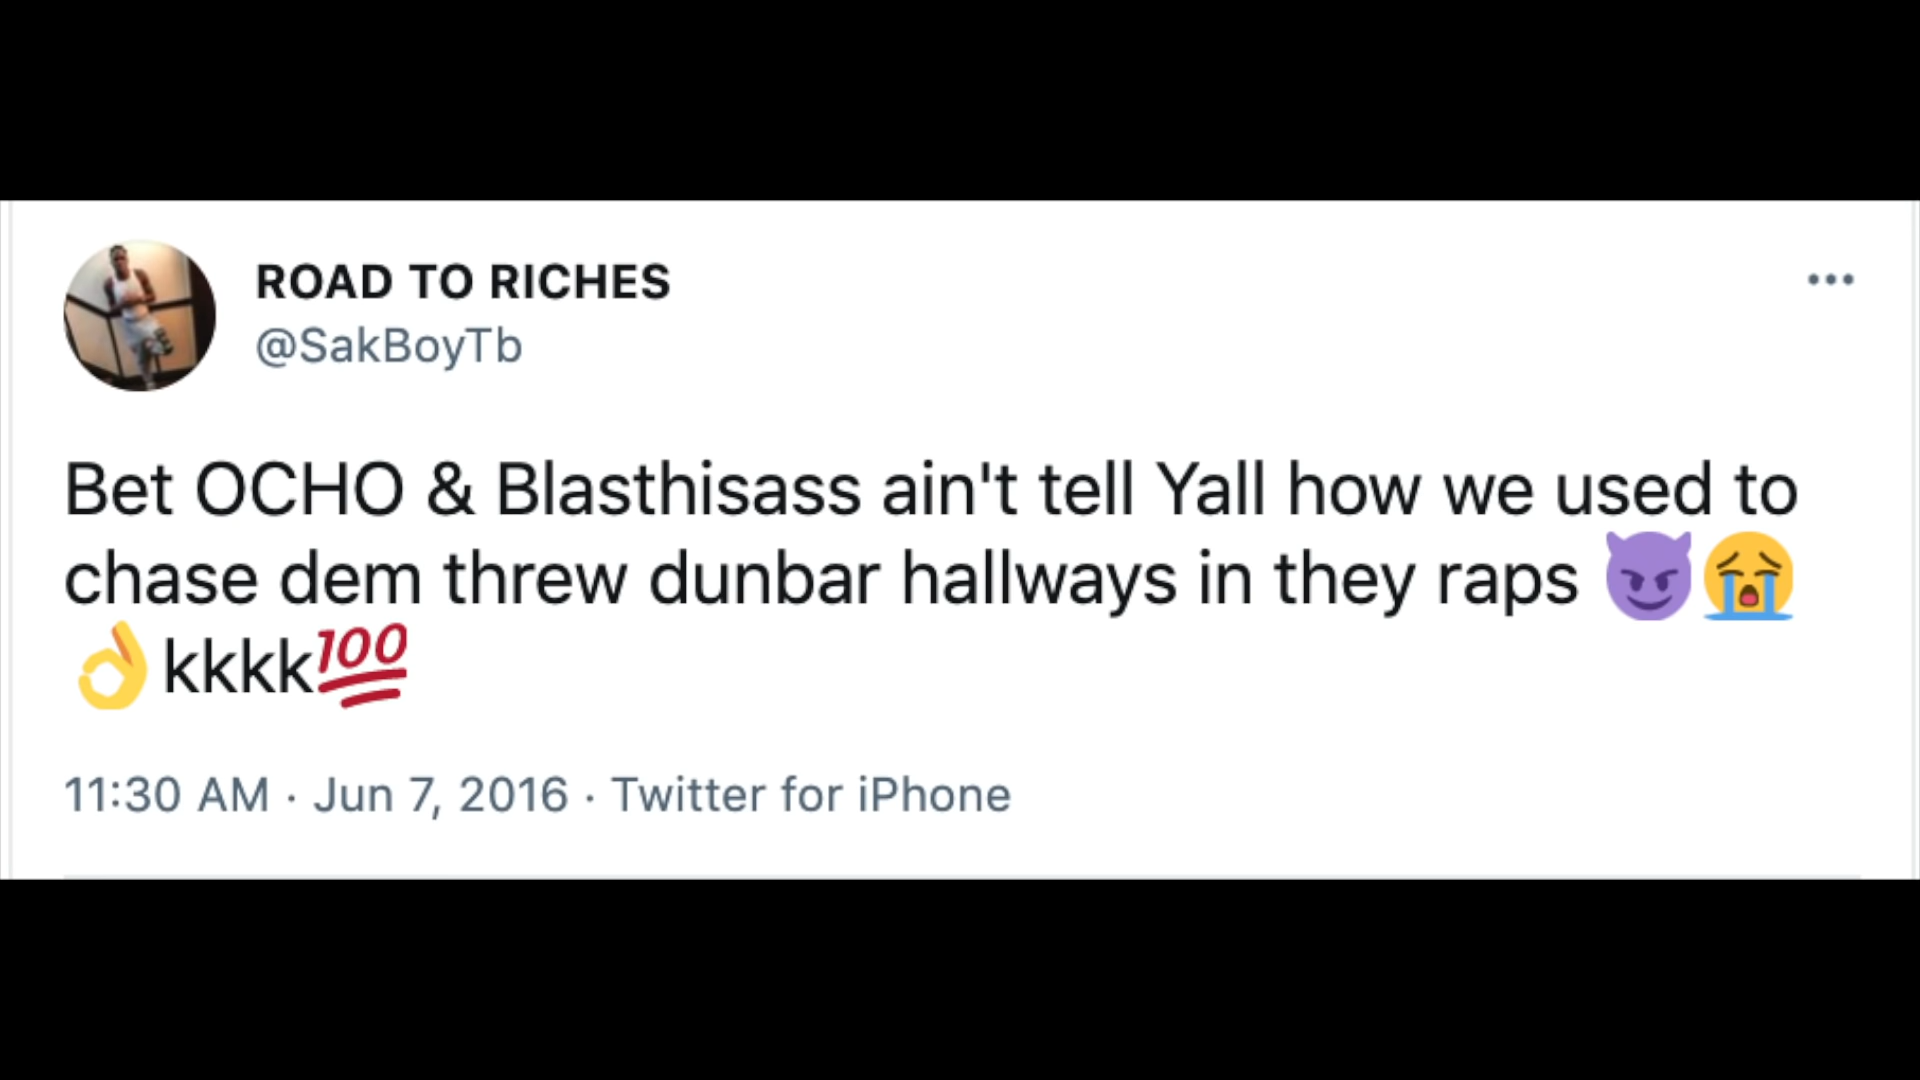 ROAD TO RICHES
@SakBoyTb
Bet OCHO & Blasthisass ain't tell Yall how we used to
chase dem threw dunbar hallways in they raps 😈😭
👌kkkk💯
11:30 AM · Jun 7, 2016 · Twitter for iPhone